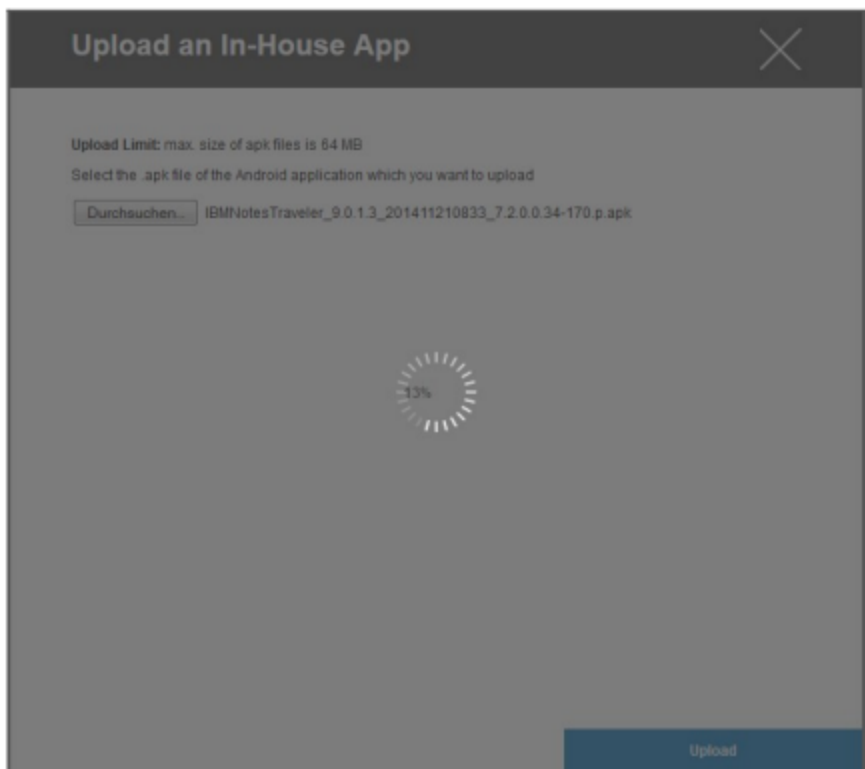 Upload an In-House App
Upload Limit: max. size of apk files is 64 MB
Select the .apk file of the Android application which you want to upload
Durchsuchen... IBMNotesTraveler_9.0.1.3_201411210833_7.2.0.0.34-170.p.apk
13%
Upload